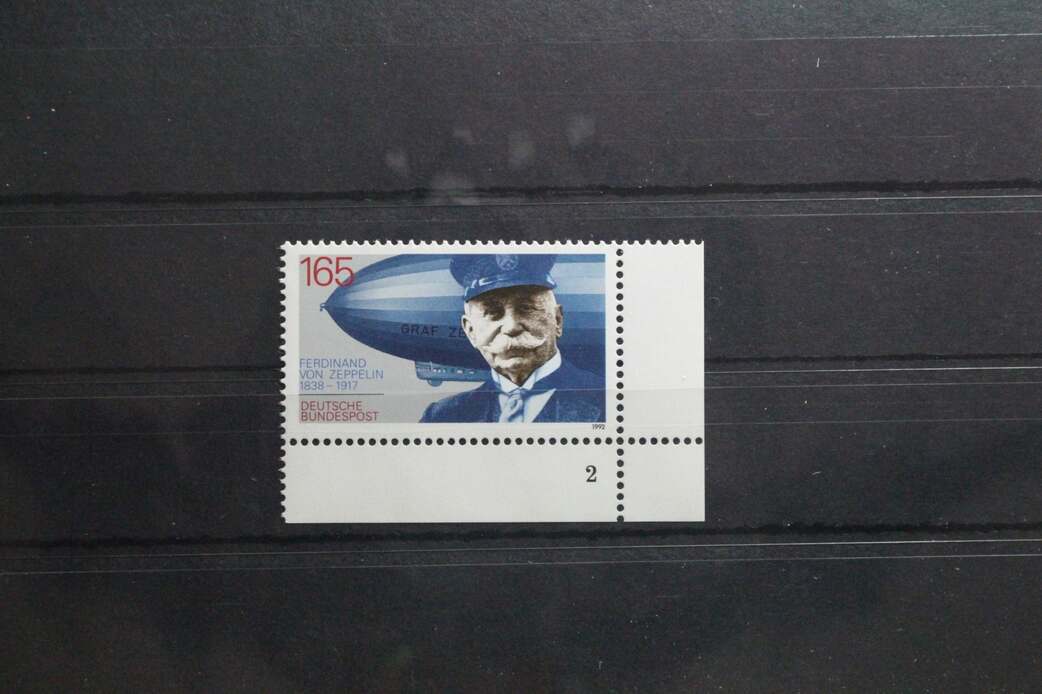 165
GRAF ZE
FERDINAND
VON ZEPPELIN
1838 – 1917
DEUTSCHE
BUNDESPOST
1992
2